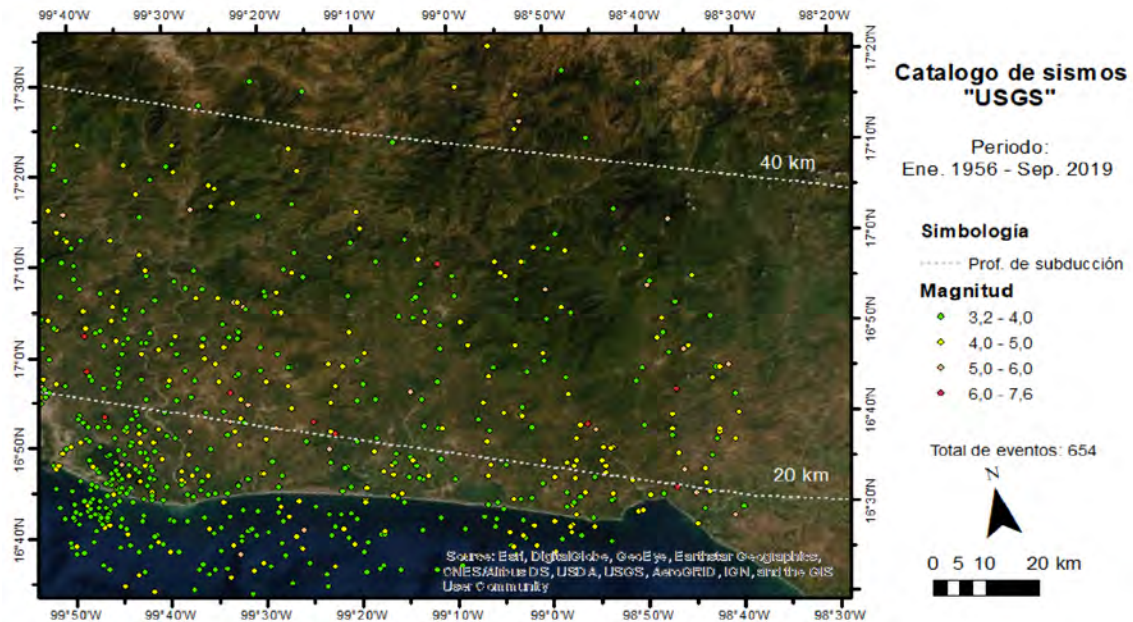 99°40'W 99°30'W 99°20'W 99°10'W 99°0'W 98°50'W 98°40'W 98°30'W 98°20'W
17°30'N
17°20'N
17°10'N
17°0'N
16°50'N
16°40'N
40 km
20 km
17°20'N
17°10'N
17°0'N
16°50'N
16°40'N
16°30'N
Source: Esri, DigitalGlobe, GeoEye, Earthstar Geographics,
CNES/Airbus DS, USDA, USGS, AeroGRID, IGN, and the GIS
User Community
99°50'W 99°40'W 99°30'W 99°20'W 99°10'W 99°0'W 98°50'W 98°40'W 98°30'W
Catalogo de sismos
"USGS"
Periodo:
Ene. 1956 - Sep. 2019
Simbología
Prof. de subducción
Magnitud
3,2 - 4,0
4,0 - 5,0
5,0 - 6,0
6,0 - 7,6
Total de eventos: 654
N
0 5 10 20 km